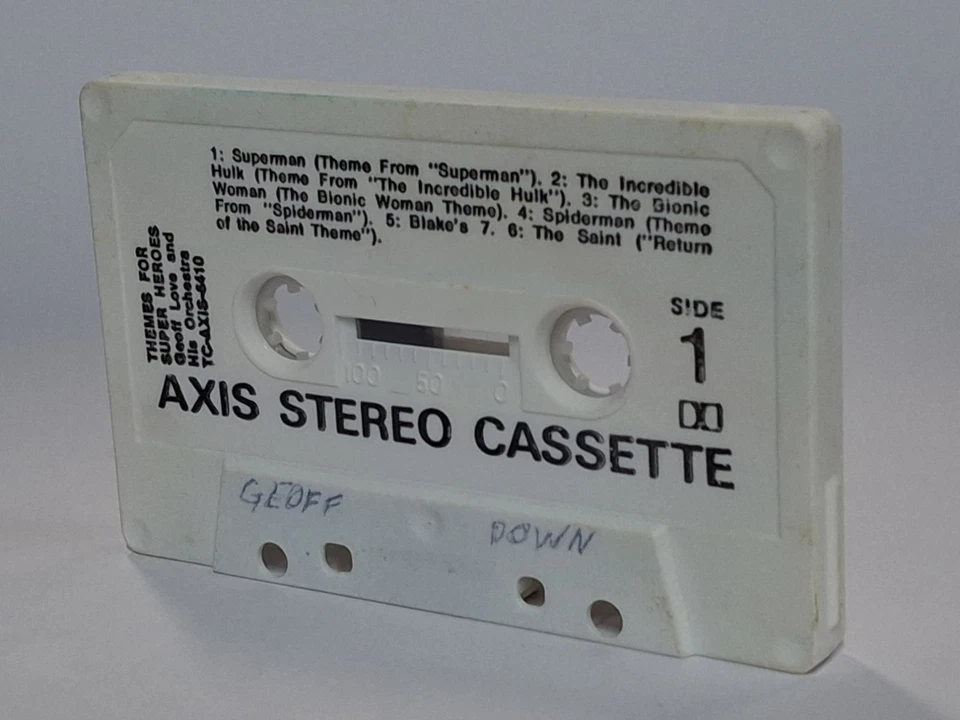 1: Superman (Theme From "Superman"). 2: The Incredible
Hulk (Theme From "The Incredible Hulk"). 3: The Bionic
Woman (The Bionic Woman Theme). 4: Spiderman (Theme
From "Spiderman"). 5: Blake's 7. 6: The Saint ("Return
of the Saint Theme").
THEMES FOR
SUPER HEROES
Geoff Love and
His Orchestra
TC-AXIS-6410
SIDE
1
100 50 0
AXIS STEREO CASSETTE
GEOFF DOWN